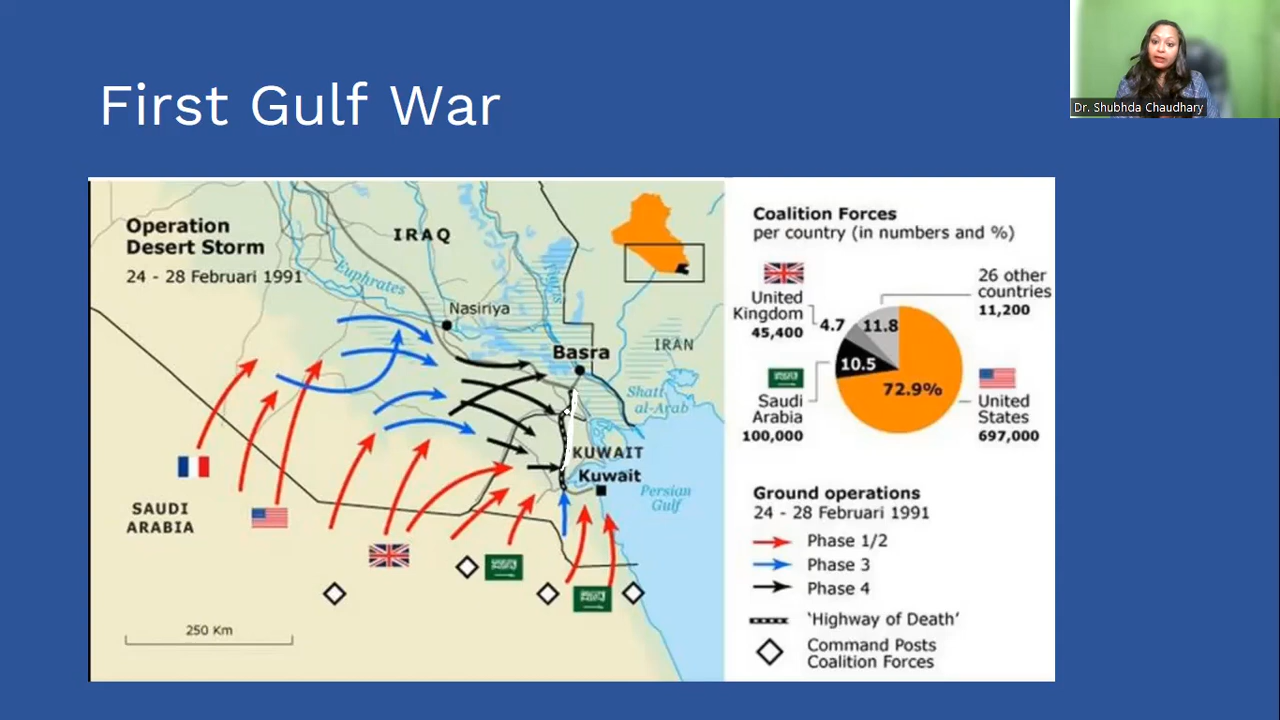 First Gulf War
Dr. Shubhda Chaudhary
Operation
Desert Storm
24 - 28 Februari 1991
IRAQ
Euphrates
Nasiriya
Basra
IRAN
Shatt
al-Arab
KUWAIT
Kuwait
Persian
Gulf
SAUDI
ARABIA
250 Km
Coalition Forces
per country (in numbers and %)
United
Kingdom
45,400
4.7
11.8
26 other
countries
11,200
10.5
72.9%
Saudi
Arabia
100,000
United
States
697,000
Ground operations
24 - 28 Februari 1991
Phase 1/2
Phase 3
Phase 4
‘Highway of Death’
Command Posts
Coalition Forces